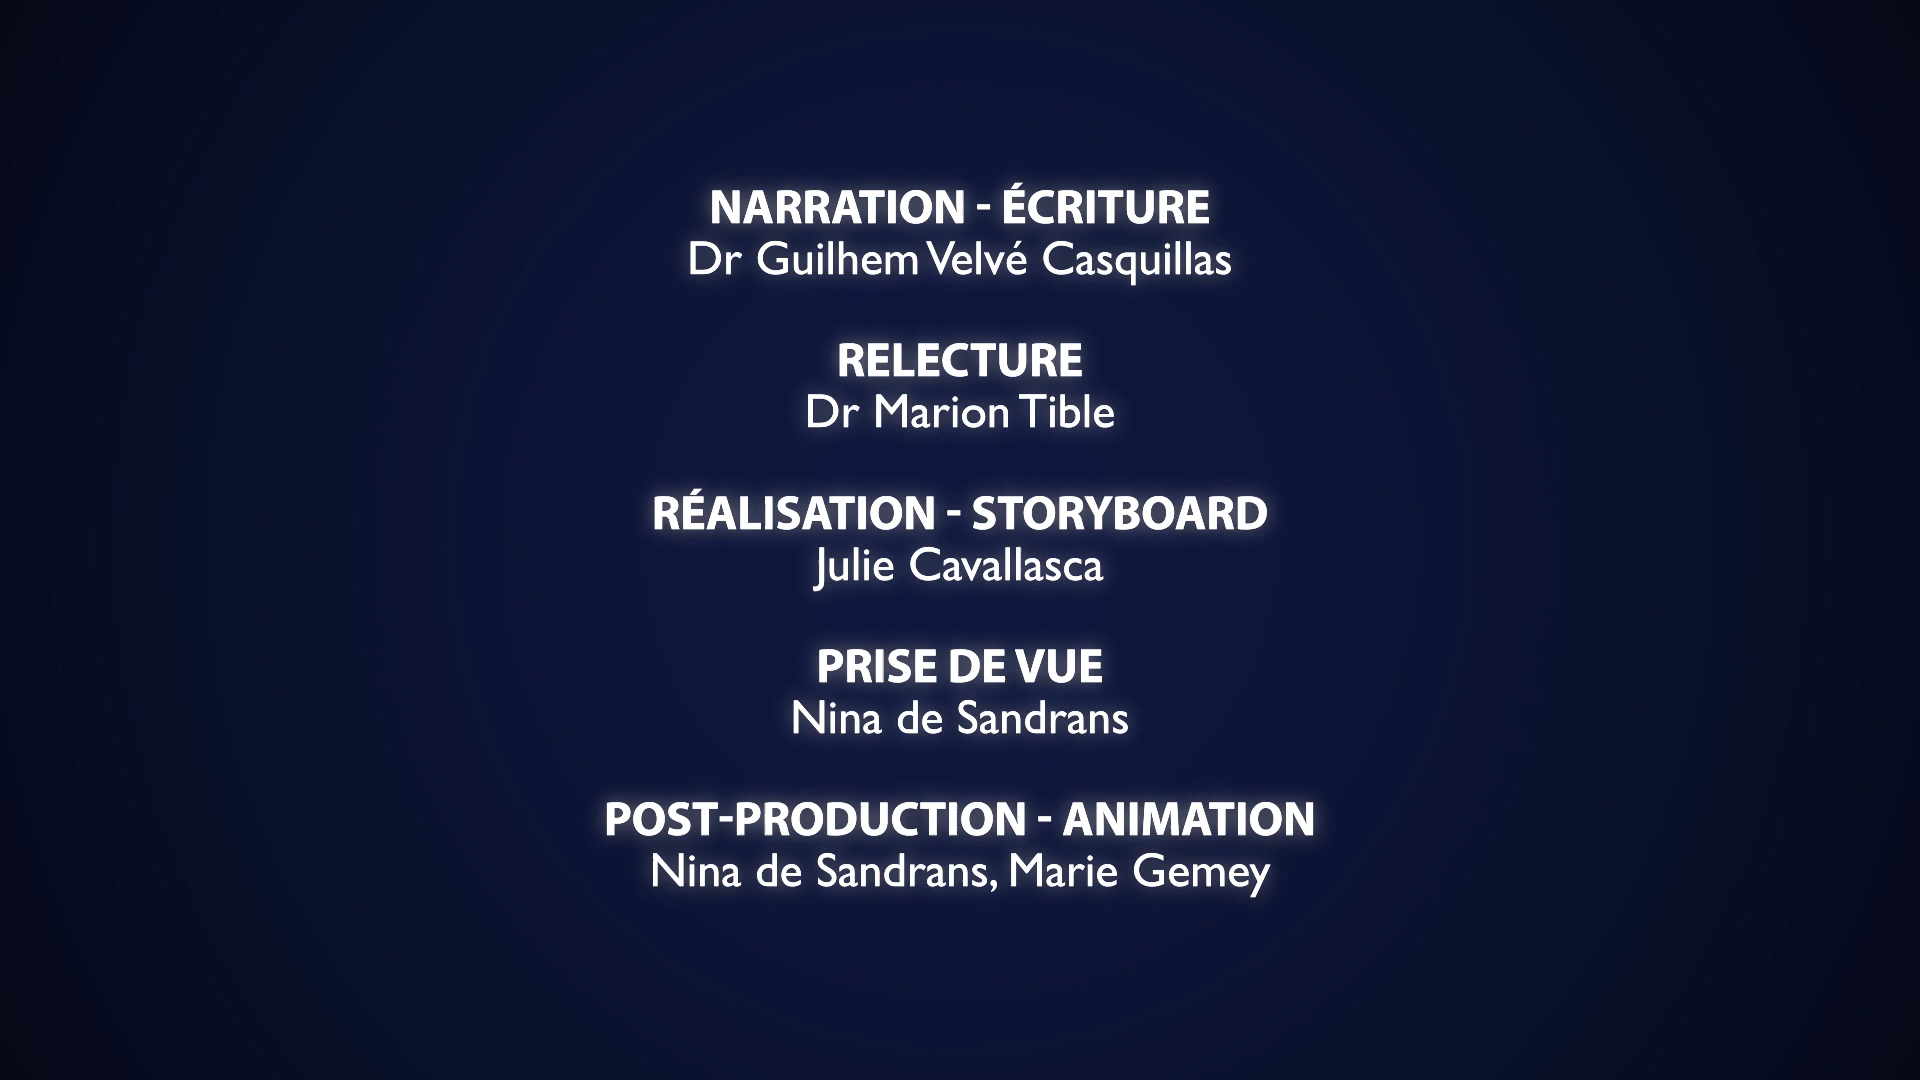 NARRATION - ÉCRITURE
Dr Guilhem Velvé Casquillas
RELECTURE
Dr Marion Tible
RÉALISATION - STORYBOARD
Julie Cavallasca
PRISE DE VUE
Nina de Sandrans
POST-PRODUCTION - ANIMATION
Nina de Sandrans, Marie Gemey